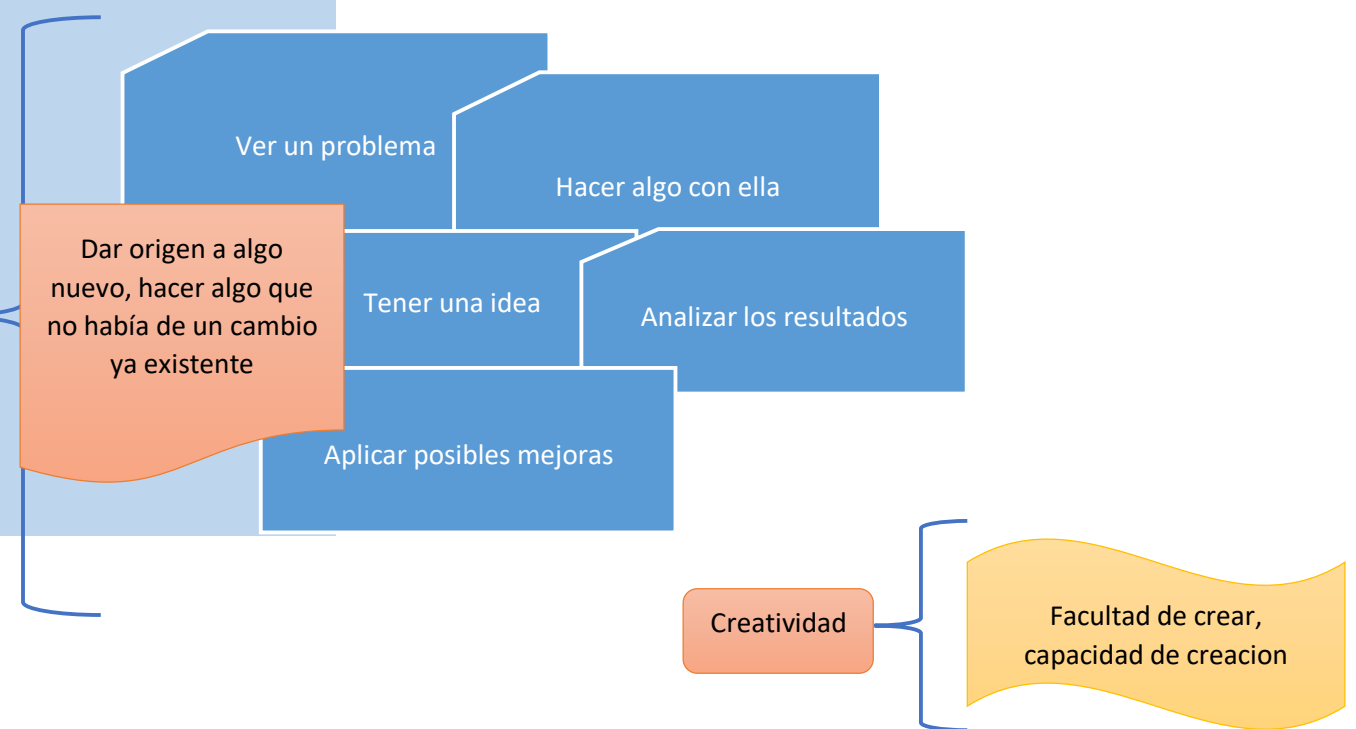 Ver un problema
Hacer algo con ella
Dar origen a algo
nuevo, hacer algo que
no había de un cambio
ya existente
Tener una idea
Analizar los resultados
Aplicar posibles mejoras
Creatividad
Facultad de crear,
capacidad de creacion